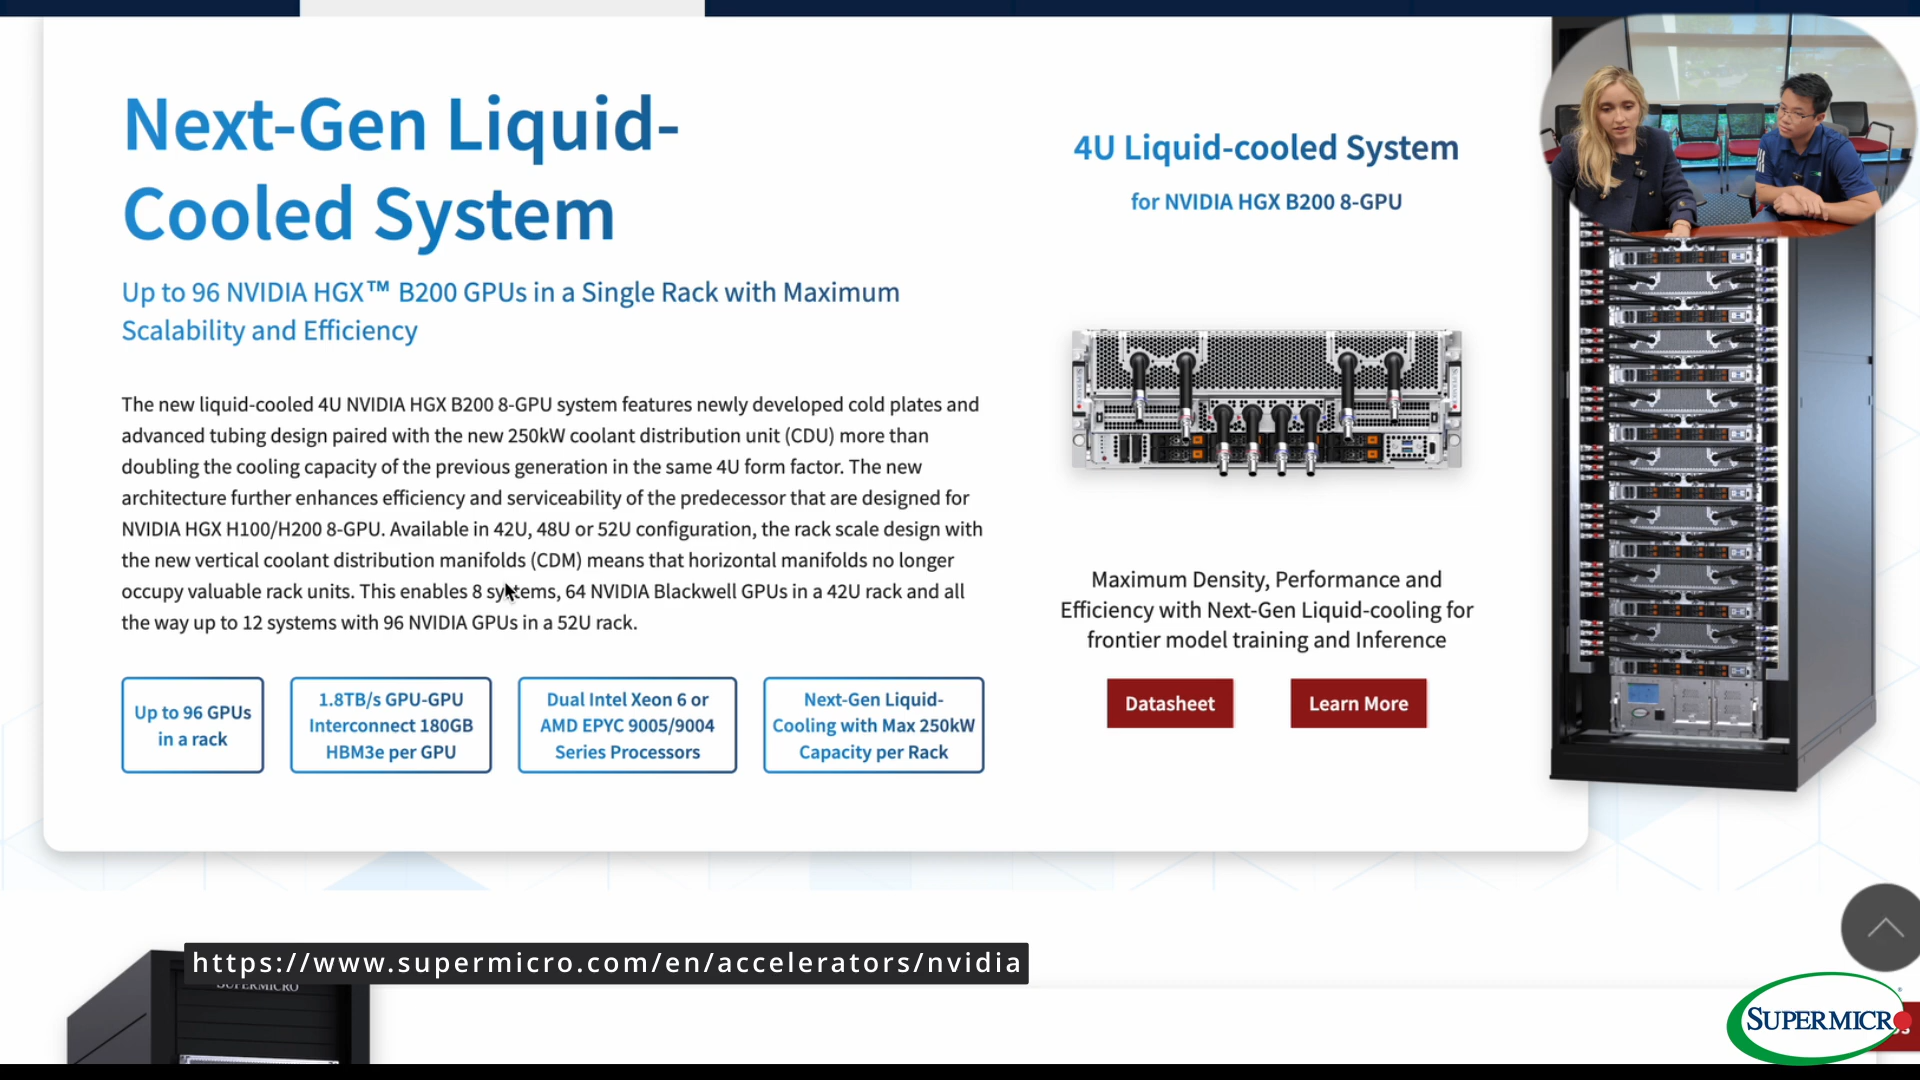 Next-Gen Liquid-
Cooled System
Up to 96 NVIDIA HGX™ B200 GPUs in a Single Rack with Maximum
Scalability and Efficiency
The new liquid-cooled 4U NVIDIA HGX B200 8-GPU system features newly developed cold plates and
advanced tubing design paired with the new 250kW coolant distribution unit (CDU) more than
doubling the cooling capacity of the previous generation in the same 4U form factor. The new
architecture further enhances efficiency and serviceability of the predecessor that are designed for
NVIDIA HGX H100/H200 8-GPU. Available in 42U, 48U or 52U configuration, the rack scale design with
the new vertical coolant distribution manifolds (CDM) means that horizontal manifolds no longer
occupy valuable rack units. This enables 8 systems, 64 NVIDIA Blackwell GPUs in a 42U rack and all
the way up to 12 systems with 96 NVIDIA GPUs in a 52U rack.
Up to 96 GPUs
in a rack
1.8TB/s GPU-GPU
Interconnect 180GB
HBM3e per GPU
Dual Intel Xeon 6 or
AMD EPYC 9005/9004
Series Processors
Next-Gen Liquid-
Cooling with Max 250kW
Capacity per Rack
4U Liquid-cooled System
for NVIDIA HGX B200 8-GPU
Maximum Density, Performance and
Efficiency with Next-Gen Liquid-cooling for
frontier model training and Inference
Datasheet
Learn More
https://www.supermicro.com/en/accelerators/nvidia
SUPERMICRO
SUPERMICR